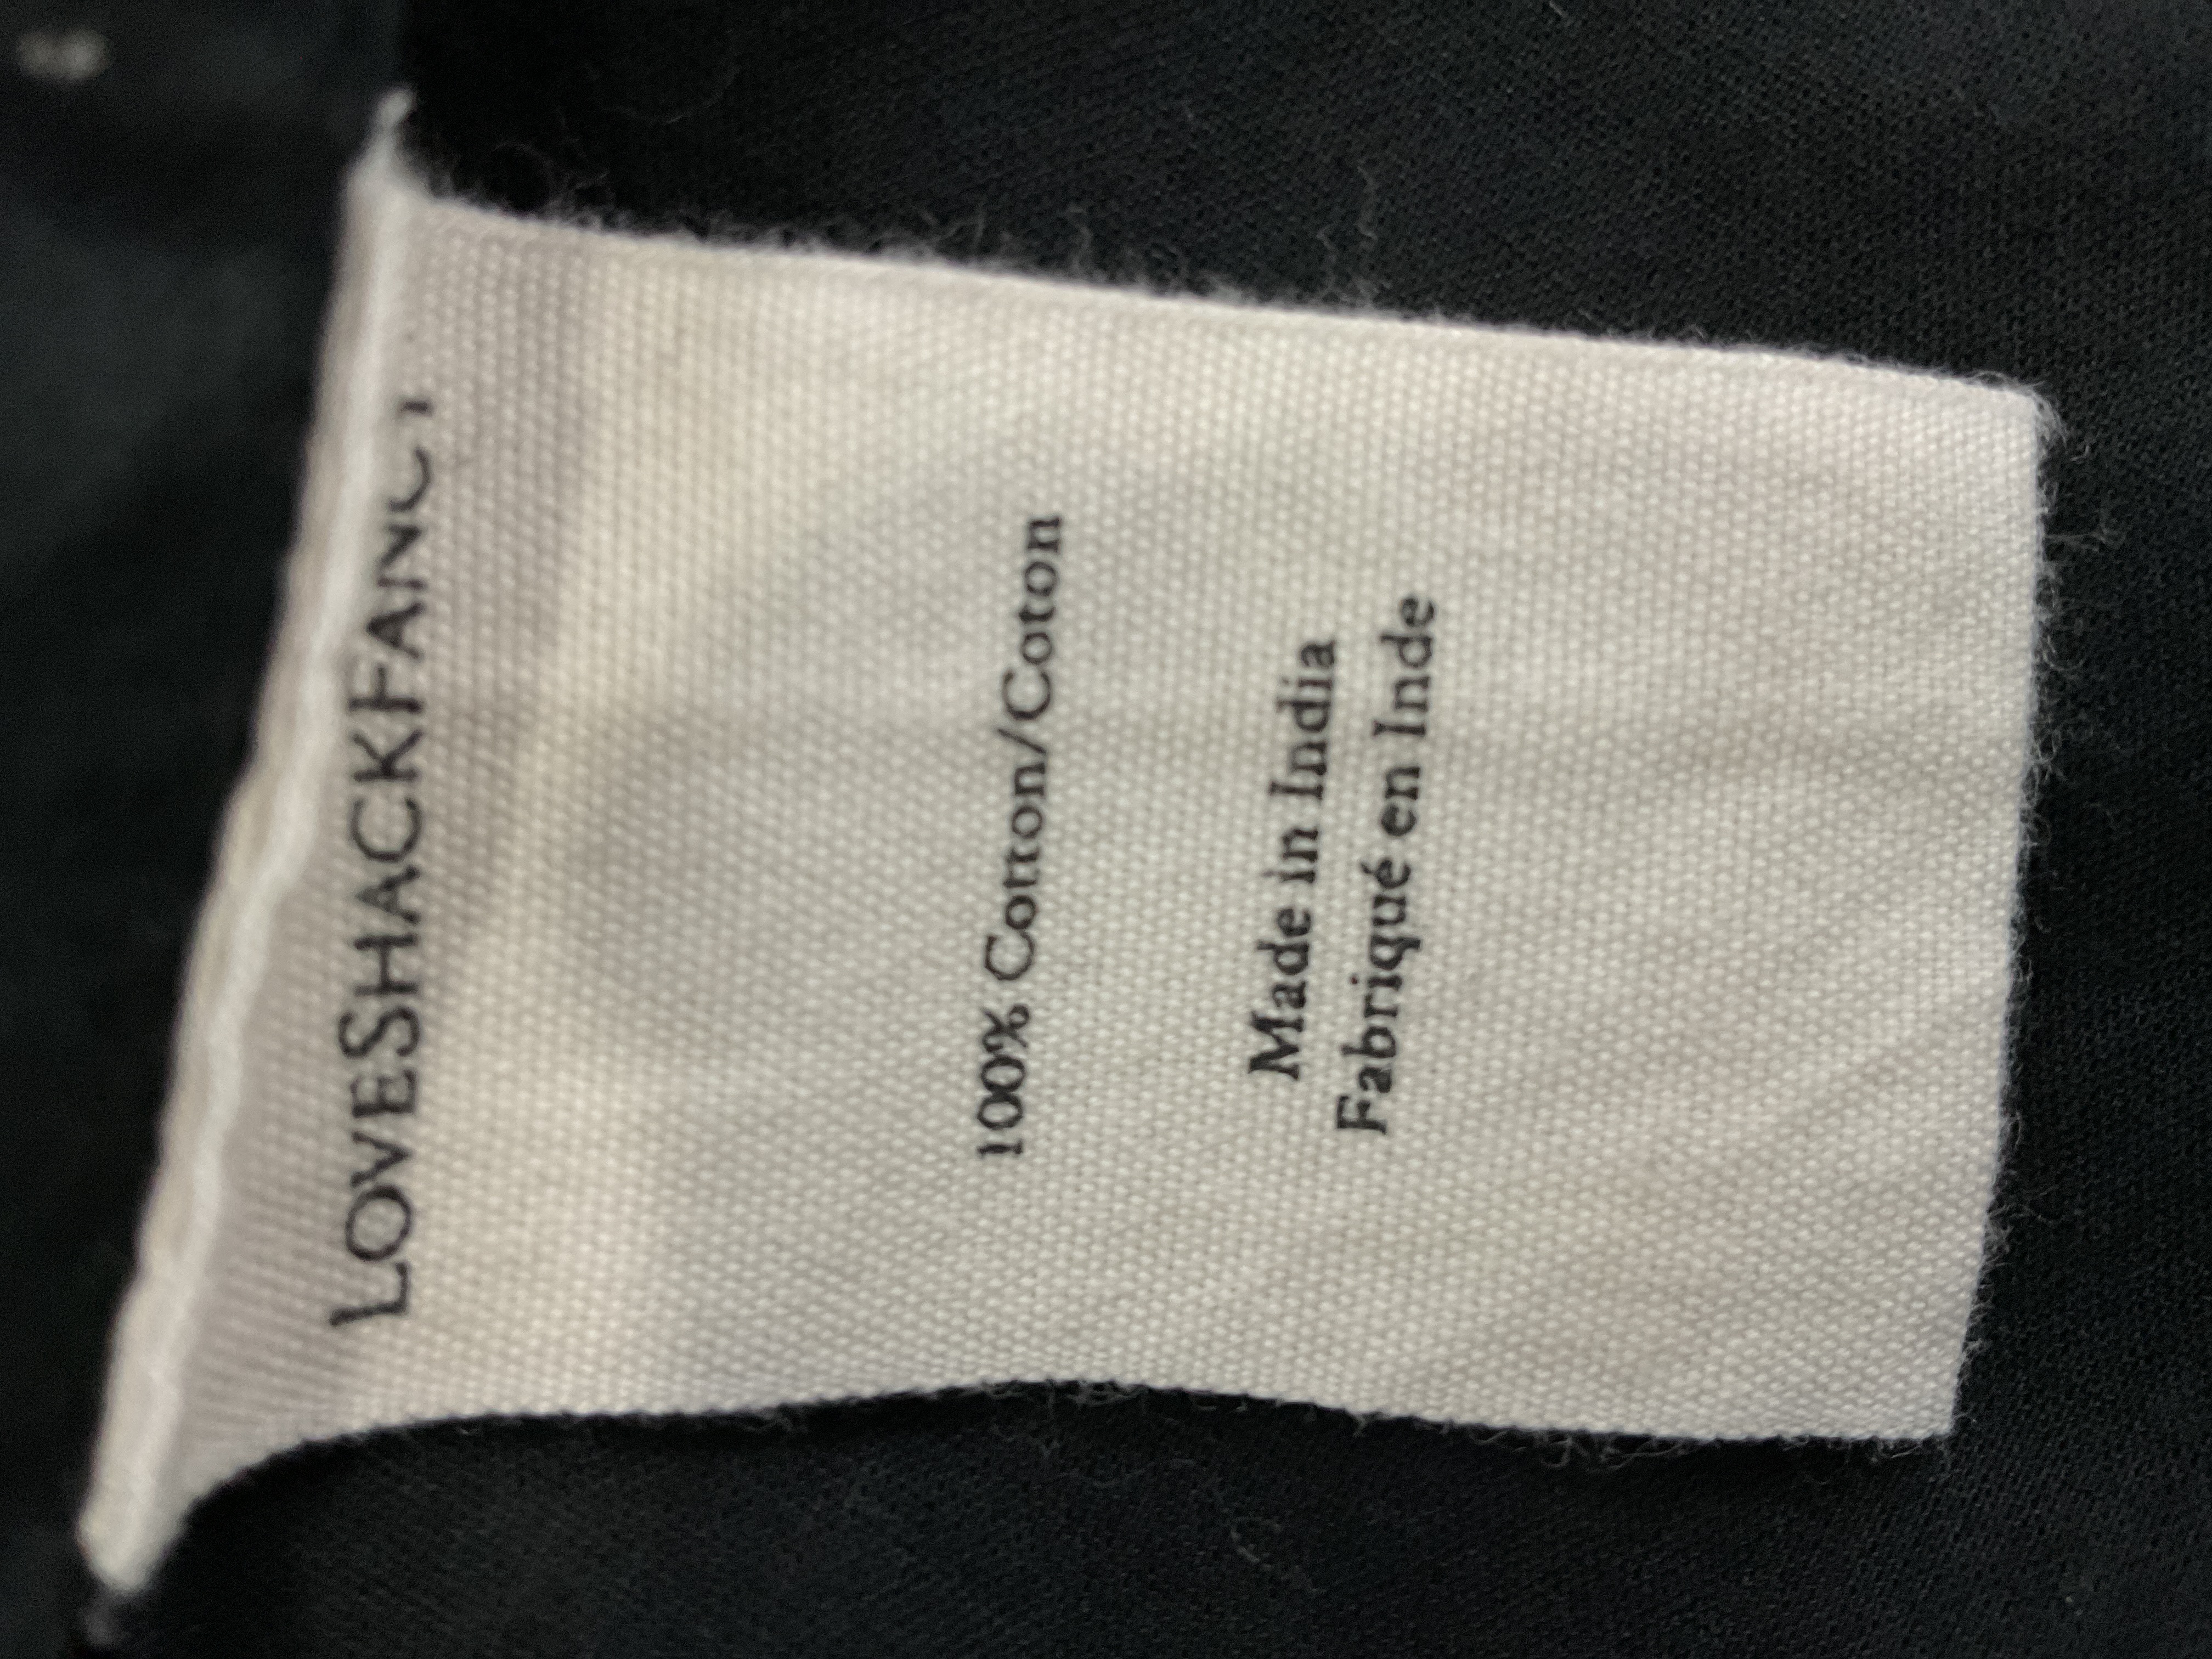 LOVESHACKFANCY
100% Cotton/Coton
Made in India
Fabriqué en Inde